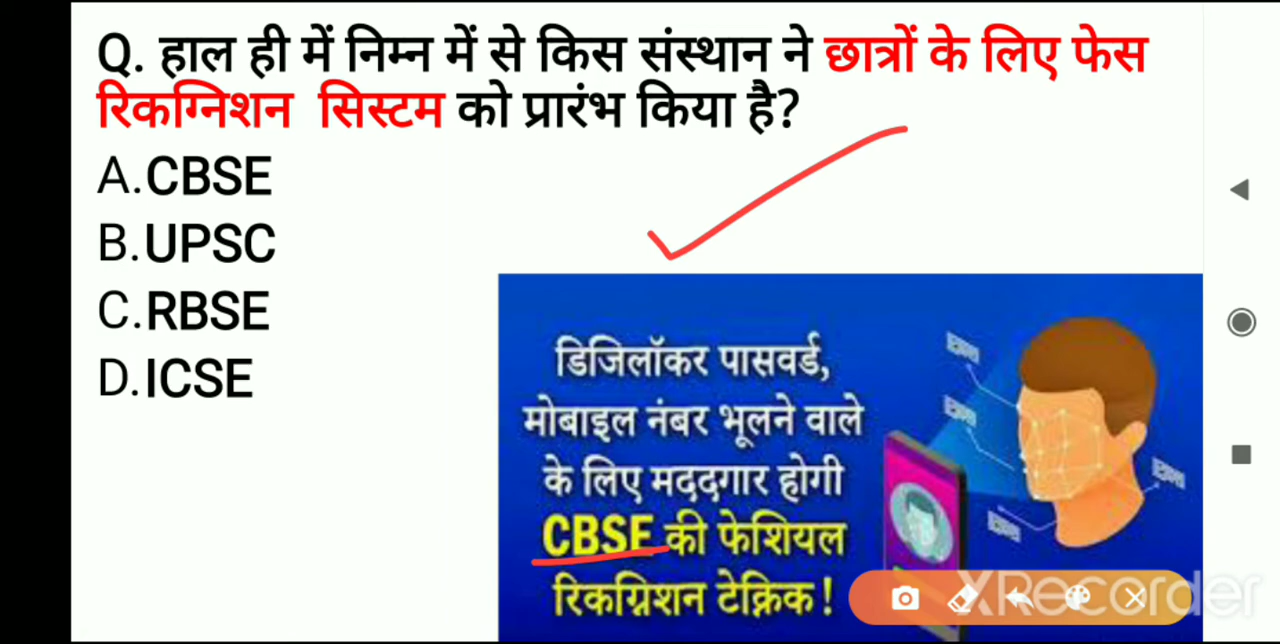 Q. हाल ही में निम्न में से किस संस्थान ने छात्रों के लिए फेस
रिकग्निशन सिस्टम को प्रारंभ किया है?
A.CBSE
B.UPSC
C.RBSE
D.ICSE
डिजिलॉकर पासवर्ड,
मोबाइल नंबर भूलने वाले
के लिए मददगार होगी
CBSE की फेशियल
रिकग्निशन टेक्निक!
XRecorder